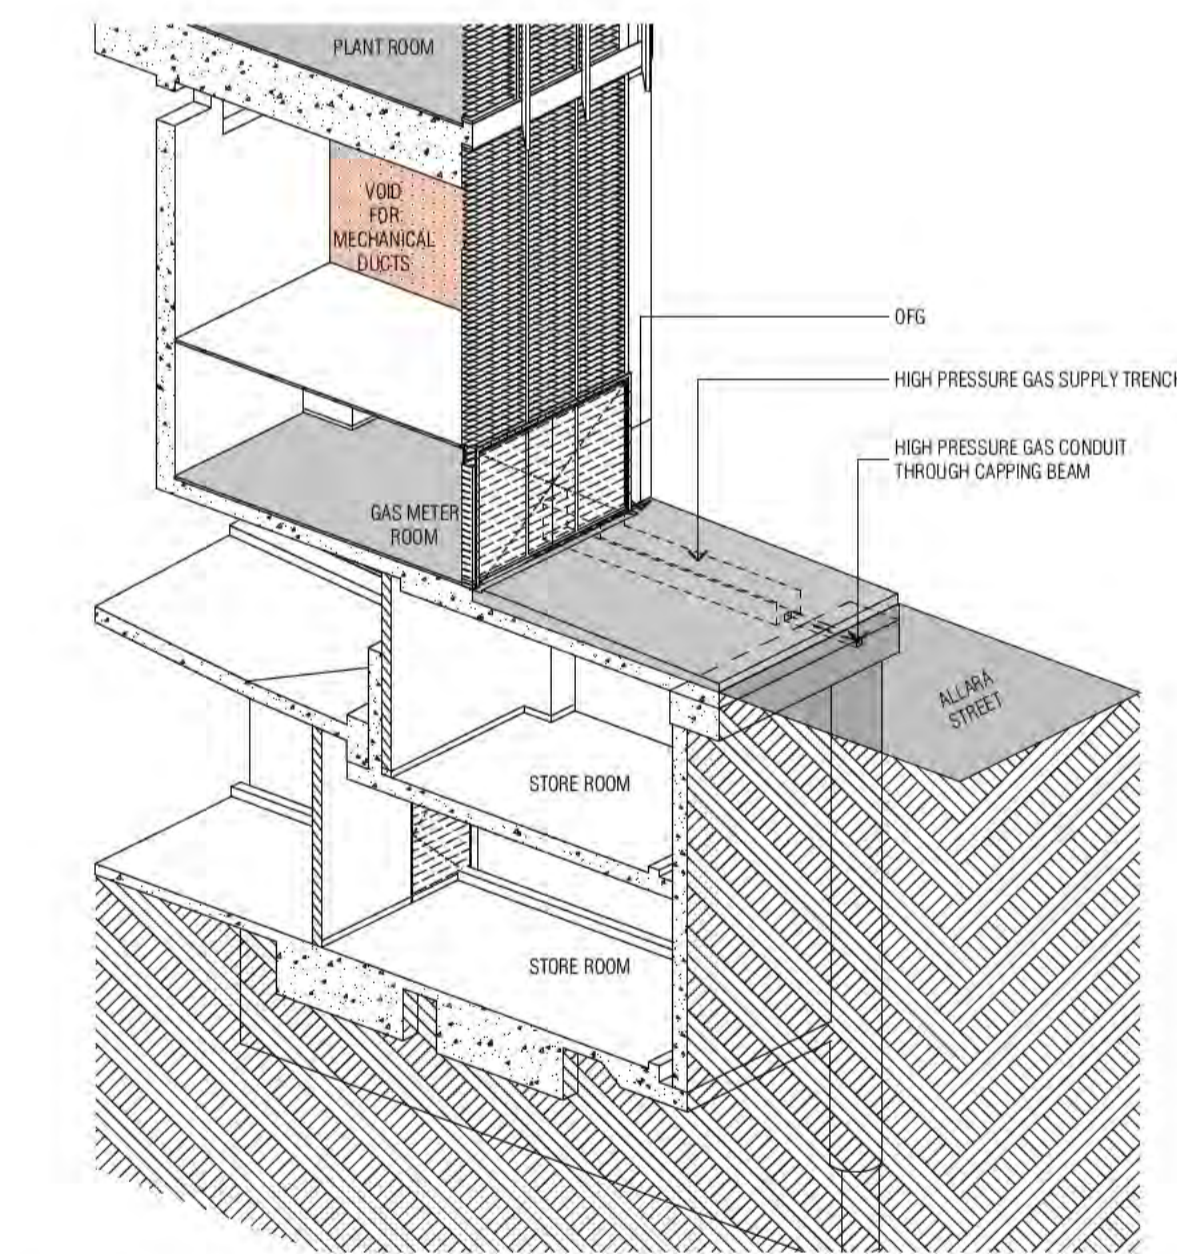 PLANT ROOM
VOID
FOR
MECHANICAL
DUCTS
OFG
HIGH PRESSURE GAS SUPPLY TRENCH
HIGH PRESSURE GAS CONDUIT
THROUGH CAPPING BEAM
GAS METER
ROOM
ALLARA
STREET
STORE ROOM
STORE ROOM